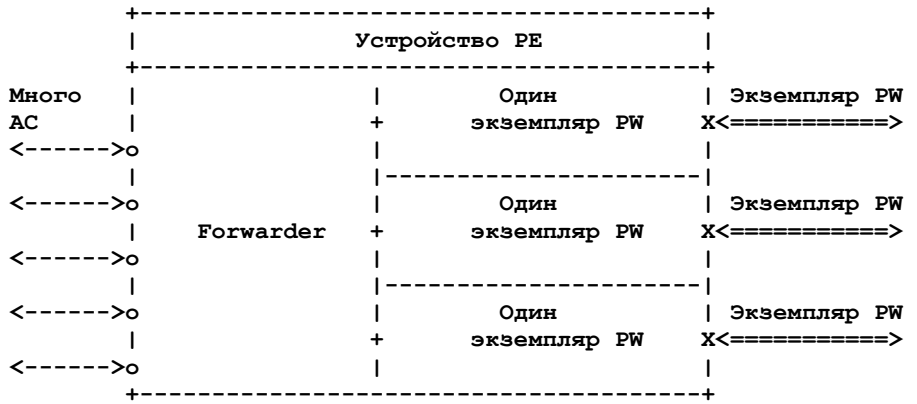 Устройство PE
Много Один Экземпляр PW
AC экземпляр PW X<===========>
<------>o
<------>o Один Экземпляр PW
Forwarder + экземпляр PW X<===========>
<------>o
<------>o Один Экземпляр PW
+ экземпляр PW X<===========>
<------>o